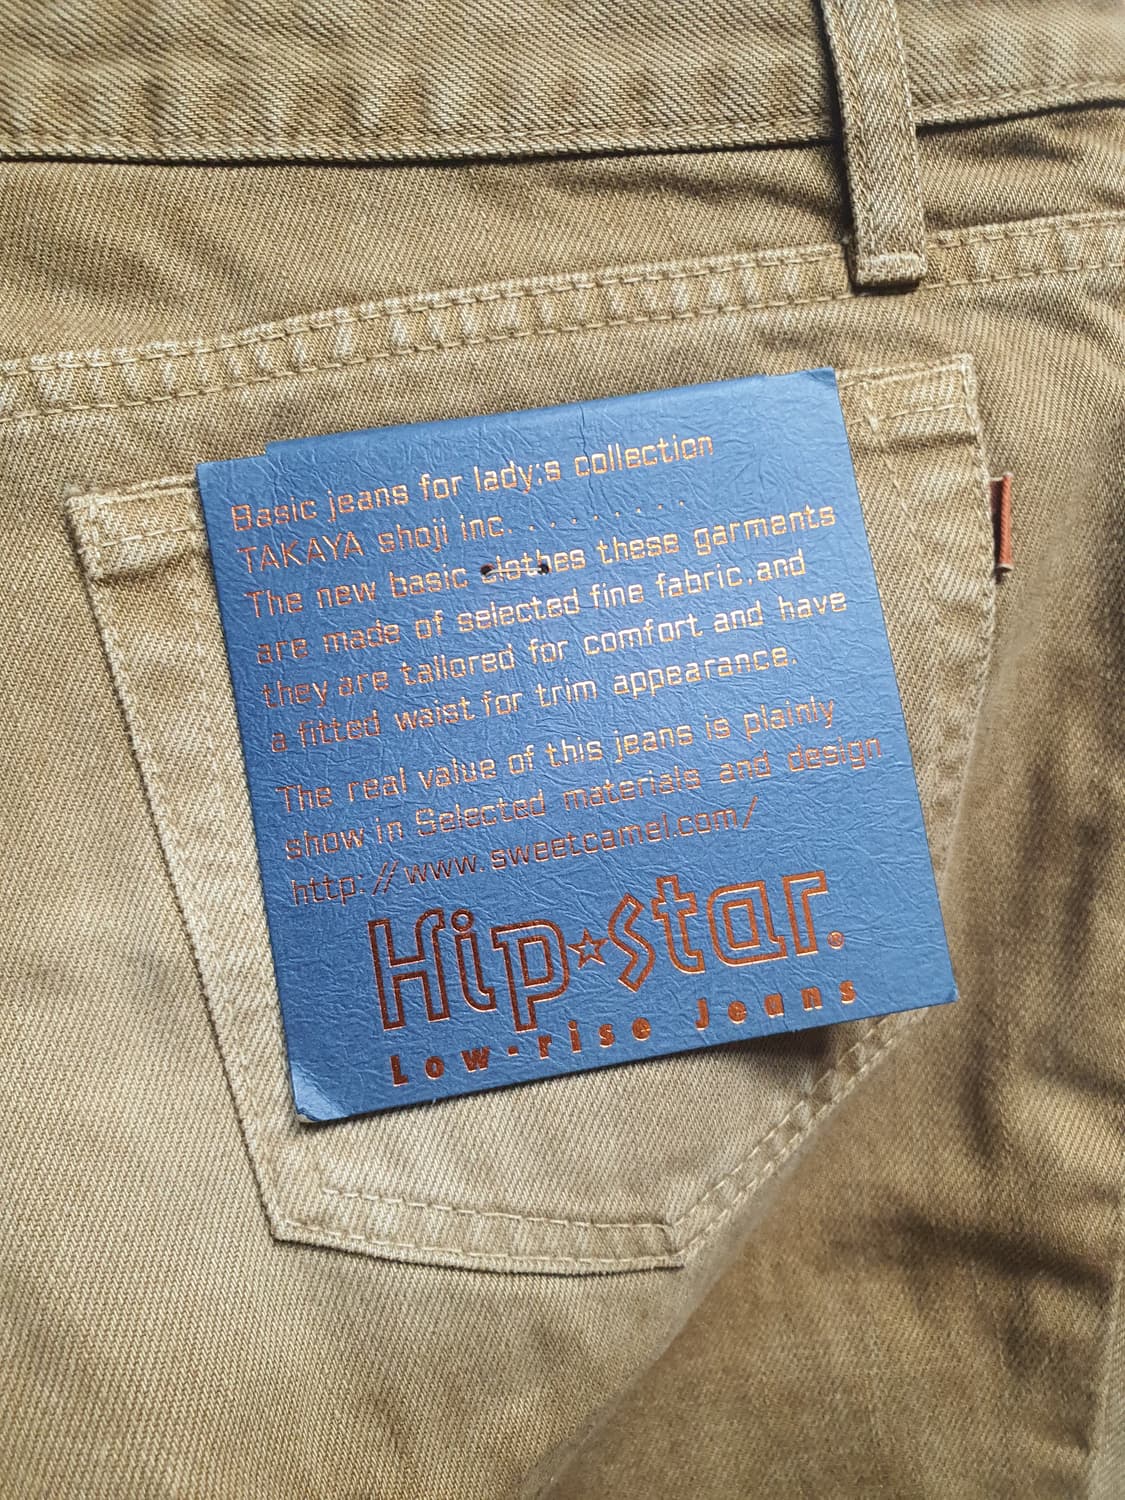 Basic jeans for lady;s collection
TAKAYA shoji inc. . . . . . . . . .
The new basic clothes these garments
are made of selected fine fabric,and
they are tailored for comfort and have
a fitted waist for trim appearance.
The real value of this jeans is plainly
show in Selected materials and design
http://www.sweetcamel.com/
Hip☆Star®
Low-rise Jeans